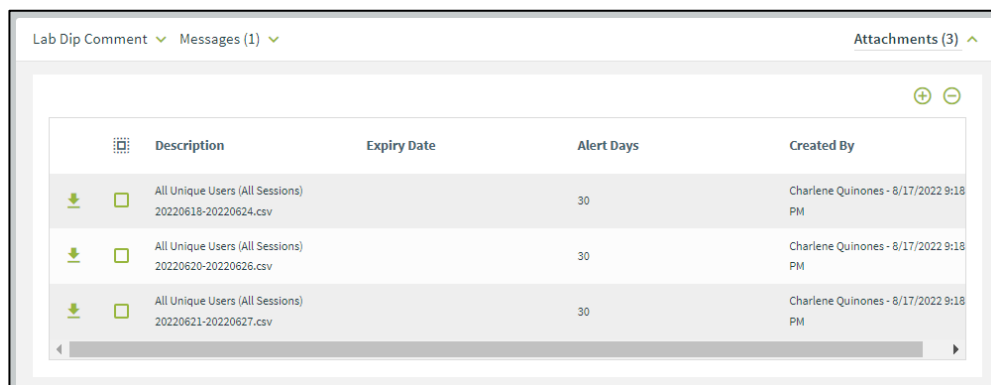 Lab Dip Comment Messages (1) Attachments (3)
Description Expiry Date Alert Days Created By
All Unique Users (All Sessions)
20220618-20220624.csv
30
Charlene Quinones - 8/17/2022 9:18
PM
All Unique Users (All Sessions)
20220620-20220626.csv
30
Charlene Quinones - 8/17/2022 9:18
PM
All Unique Users (All Sessions)
20220621-20220627.csv
30
Charlene Quinones - 8/17/2022 9:18
PM